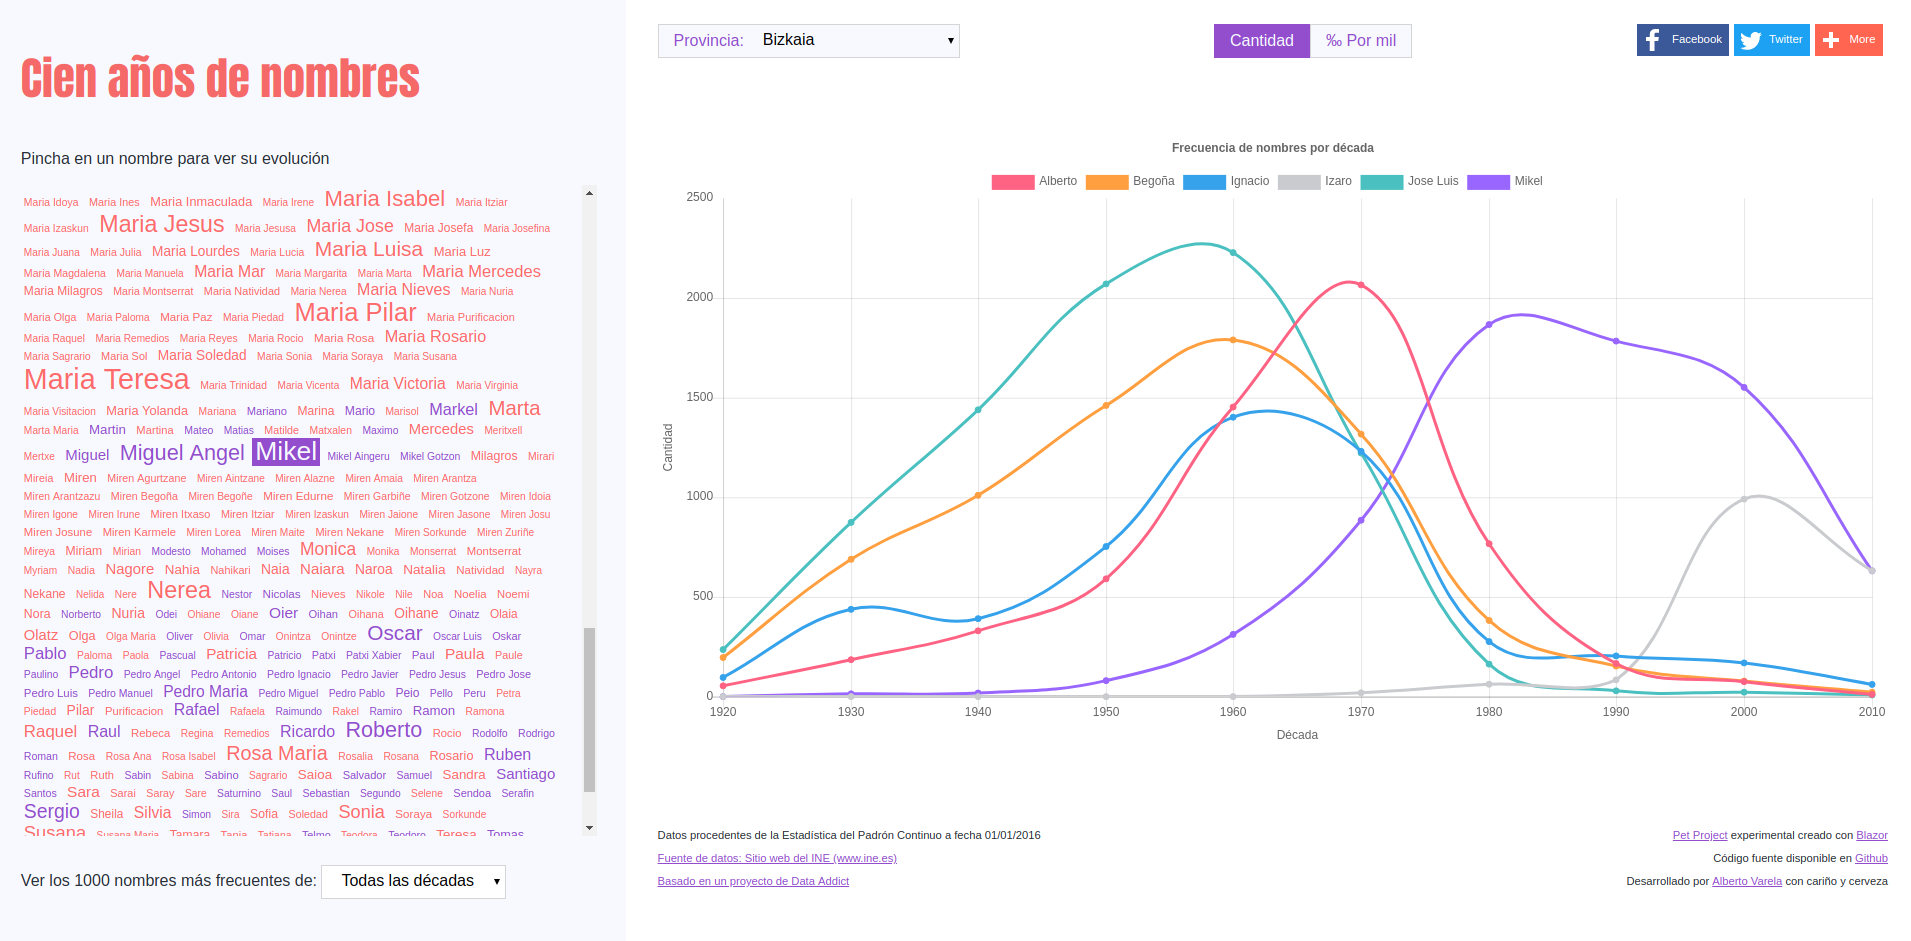 Cien años de nombres
Pincha en un nombre para ver su evolución
Maria Idoya Maria Ines Maria Inmaculada Maria Irene Maria Isabel Maria Itziar
Maria Izaskun Maria Jesus Maria Jesusa Maria Jose Maria Josefa Maria Josefina
Maria Juana Maria Julia Maria Lourdes Maria Lucia Maria Luisa Maria Luz
Maria Magdalena Maria Manuela Maria Mar Maria Margarita Maria Marta Maria Mercedes
Maria Milagros Maria Montserrat Maria Natividad Maria Nerea Maria Nieves Maria Nuria
Maria Olga Maria Paloma Maria Paz Maria Piedad Maria Pilar Maria Purificacion
Maria Raquel Maria Remedios Maria Reyes Maria Rocio Maria Rosa Maria Rosario
Maria Sagrario Maria Sol Maria Soledad Maria Sonia Maria Soraya Maria Susana
Maria Teresa Maria Trinidad Maria Vicenta Maria Victoria Maria Virginia
Maria Visitacion Maria Yolanda Mariana Mariano Marina Mario Marisol Markel Marta
Marta Maria Martin Martina Mateo Matias Matilde Matxalen Maximo Mercedes Meritxell
Mertxe Miguel Miguel Angel Mikel Mikel Aingeru Mikel Gotzon Milagros Mirari
Mireia Miren Miren Agurtzane Miren Aintzane Miren Alazne Miren Amaia Miren Arantza
Miren Arantzazu Miren Begoña Miren Begoñe Miren Edurne Miren Garbiñe Miren Gotzone Miren Idoia
Miren Igone Miren Irune Miren Itxaso Miren Itziar Miren Izaskun Miren Jaione Miren Jasone Miren Josu
Miren Josune Miren Karmele Miren Lorea Miren Maite Miren Nekane Miren Sorkunde Miren Zuriñe
Mireya Miriam Mirian Modesto Mohamed Moises Monica Monika Monserrat Montserrat
Myriam Nadia Nagore Nahia Nahikari Naia Naiara Naroa Natalia Natividad Nayra
Nekane Nelida Nere Nerea Nestor Nicolas Nieves Nikole Nile Noa Noelia Noemi
Nora Norberto Nuria Odei Ohiane Oiane Oier Oihan Oihana Oihane Oinatz Olaia
Olatz Olga Olga Maria Oliver Olivia Omar Onintza Onintze Oscar Oscar Luis Oskar
Pablo Paloma Paola Pascual Patricia Patricio Patxi Patxi Xabier Paul Paula Paule
Paulino Pedro Pedro Angel Pedro Antonio Pedro Ignacio Pedro Javier Pedro Jesus Pedro Jose
Pedro Luis Pedro Manuel Pedro Maria Pedro Miguel Pedro Pablo Peio Pello Peru Petra
Piedad Pilar Purificacion Rafael Rafaela Raimundo Rakel Ramiro Ramon Ramona
Raquel Raul Rebeca Regina Remedios Ricardo Roberto Rocio Rodolfo Rodrigo
Roman Rosa Rosa Ana Rosa Isabel Rosa Maria Rosalia Rosana Rosario Ruben
Rufino Rut Ruth Sabin Sabina Sabino Sagrario Saioa Salvador Samuel Sandra Santiago
Santos Sara Sarai Saray Sare Saturnino Saul Sebastian Segundo Selene Sendoa Serafin
Sergio Sheila Silvia Simon Sira Sofia Soledad Sonia Soraya Sorkunde
Susana Susana Maria Tamara Tania Tatiana Telmo Teodora Teodoro Teresa Tomas
Ver los 1000 nombres más frecuentes de: Todas las décadas
Provincia: Bizkaia
Cantidad ‰ Por mil
Facebook Twitter More
Frecuencia de nombres por década
Alberto Begoña Ignacio Izaro Jose Luis Mikel
2500
2000
1500
1000
500
0
Cantidad
1920 1930 1940 1950 1960 1970 1980 1990 2000 2010
Década
Datos procedentes de la Estadística del Padrón Continuo a fecha 01/01/2016
Fuente de datos: Sitio web del INE (www.ine.es)
Basado en un proyecto de Data Addict
Pet Project experimental creado con Blazor
Código fuente disponible en Github
Desarrollado por Alberto Varela con cariño y cerveza